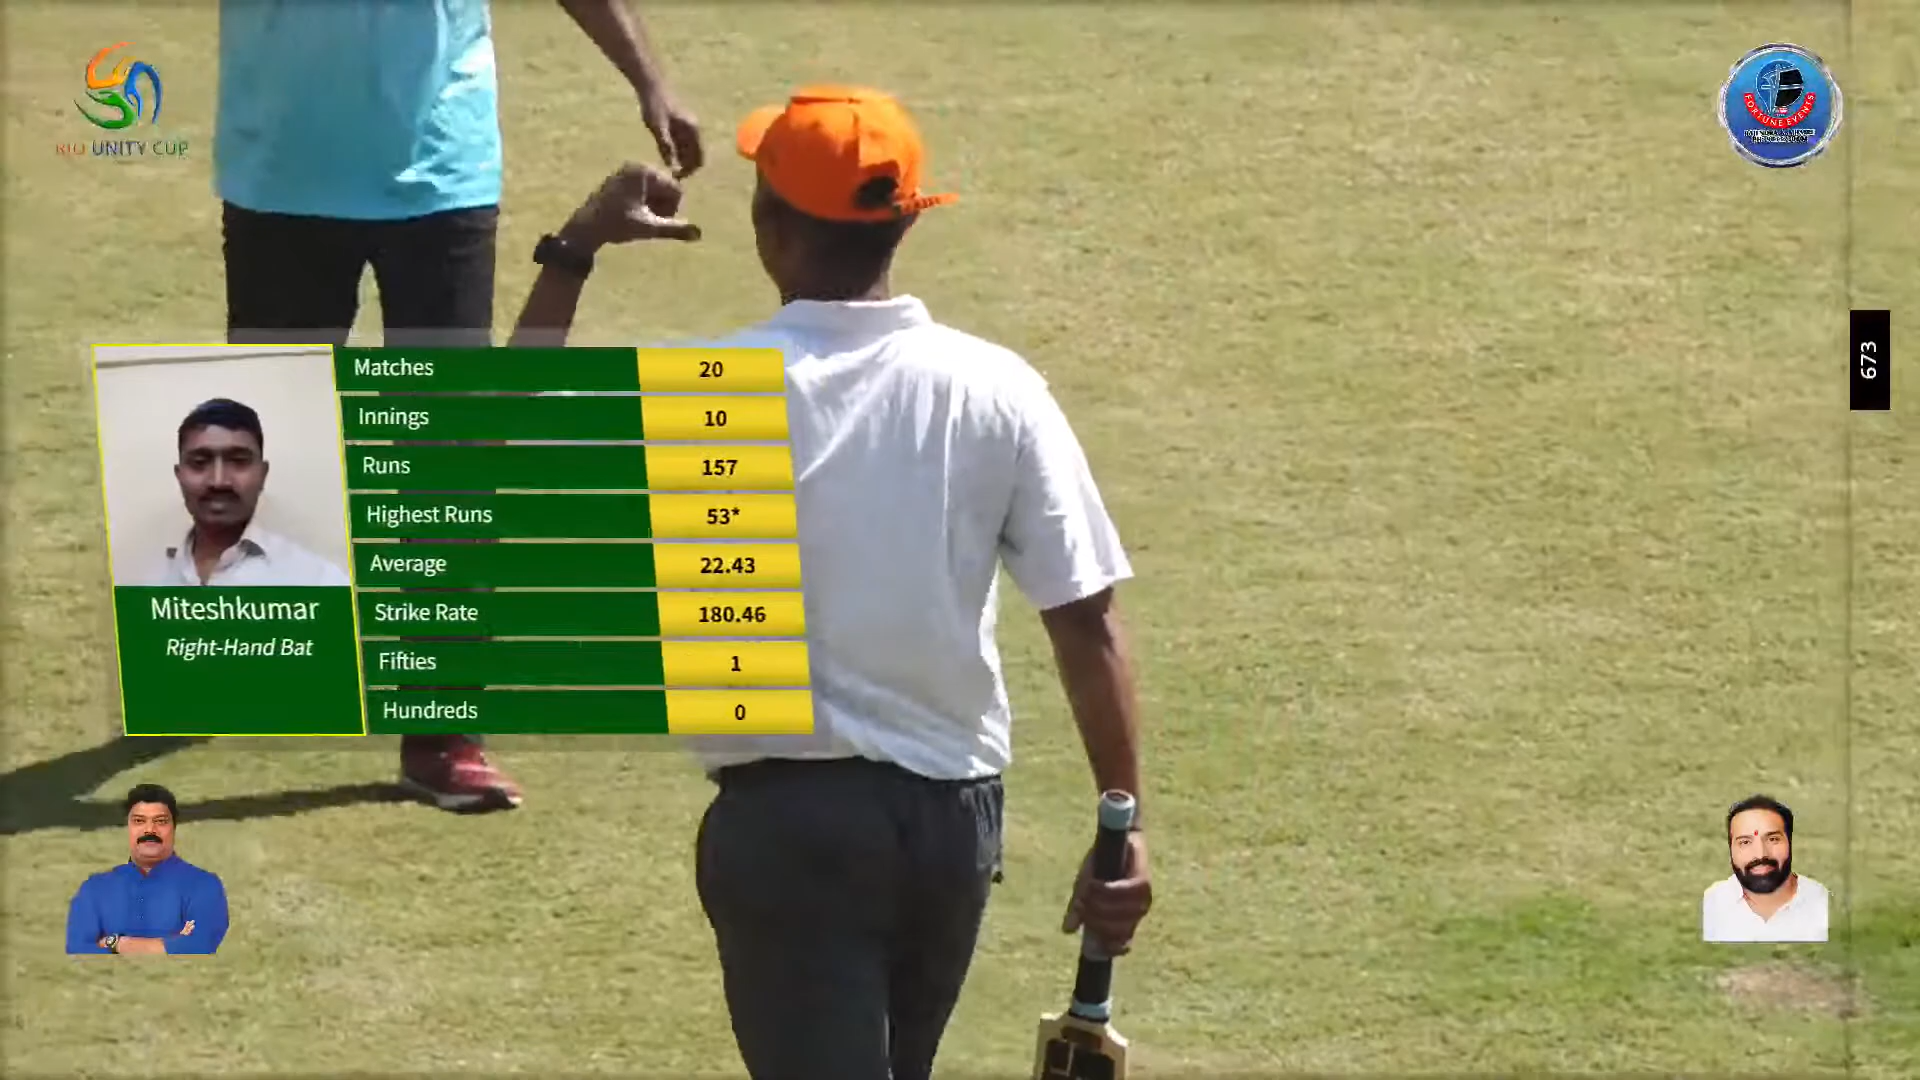 RIO UNITY CUP
FORTUNE EVENTS
673
Matches 20
Innings 10
Runs 157
Highest Runs 53*
Average 22.43
Strike Rate 180.46
Fifties 1
Hundreds 0
Miteshkumar
Right-Hand Bat